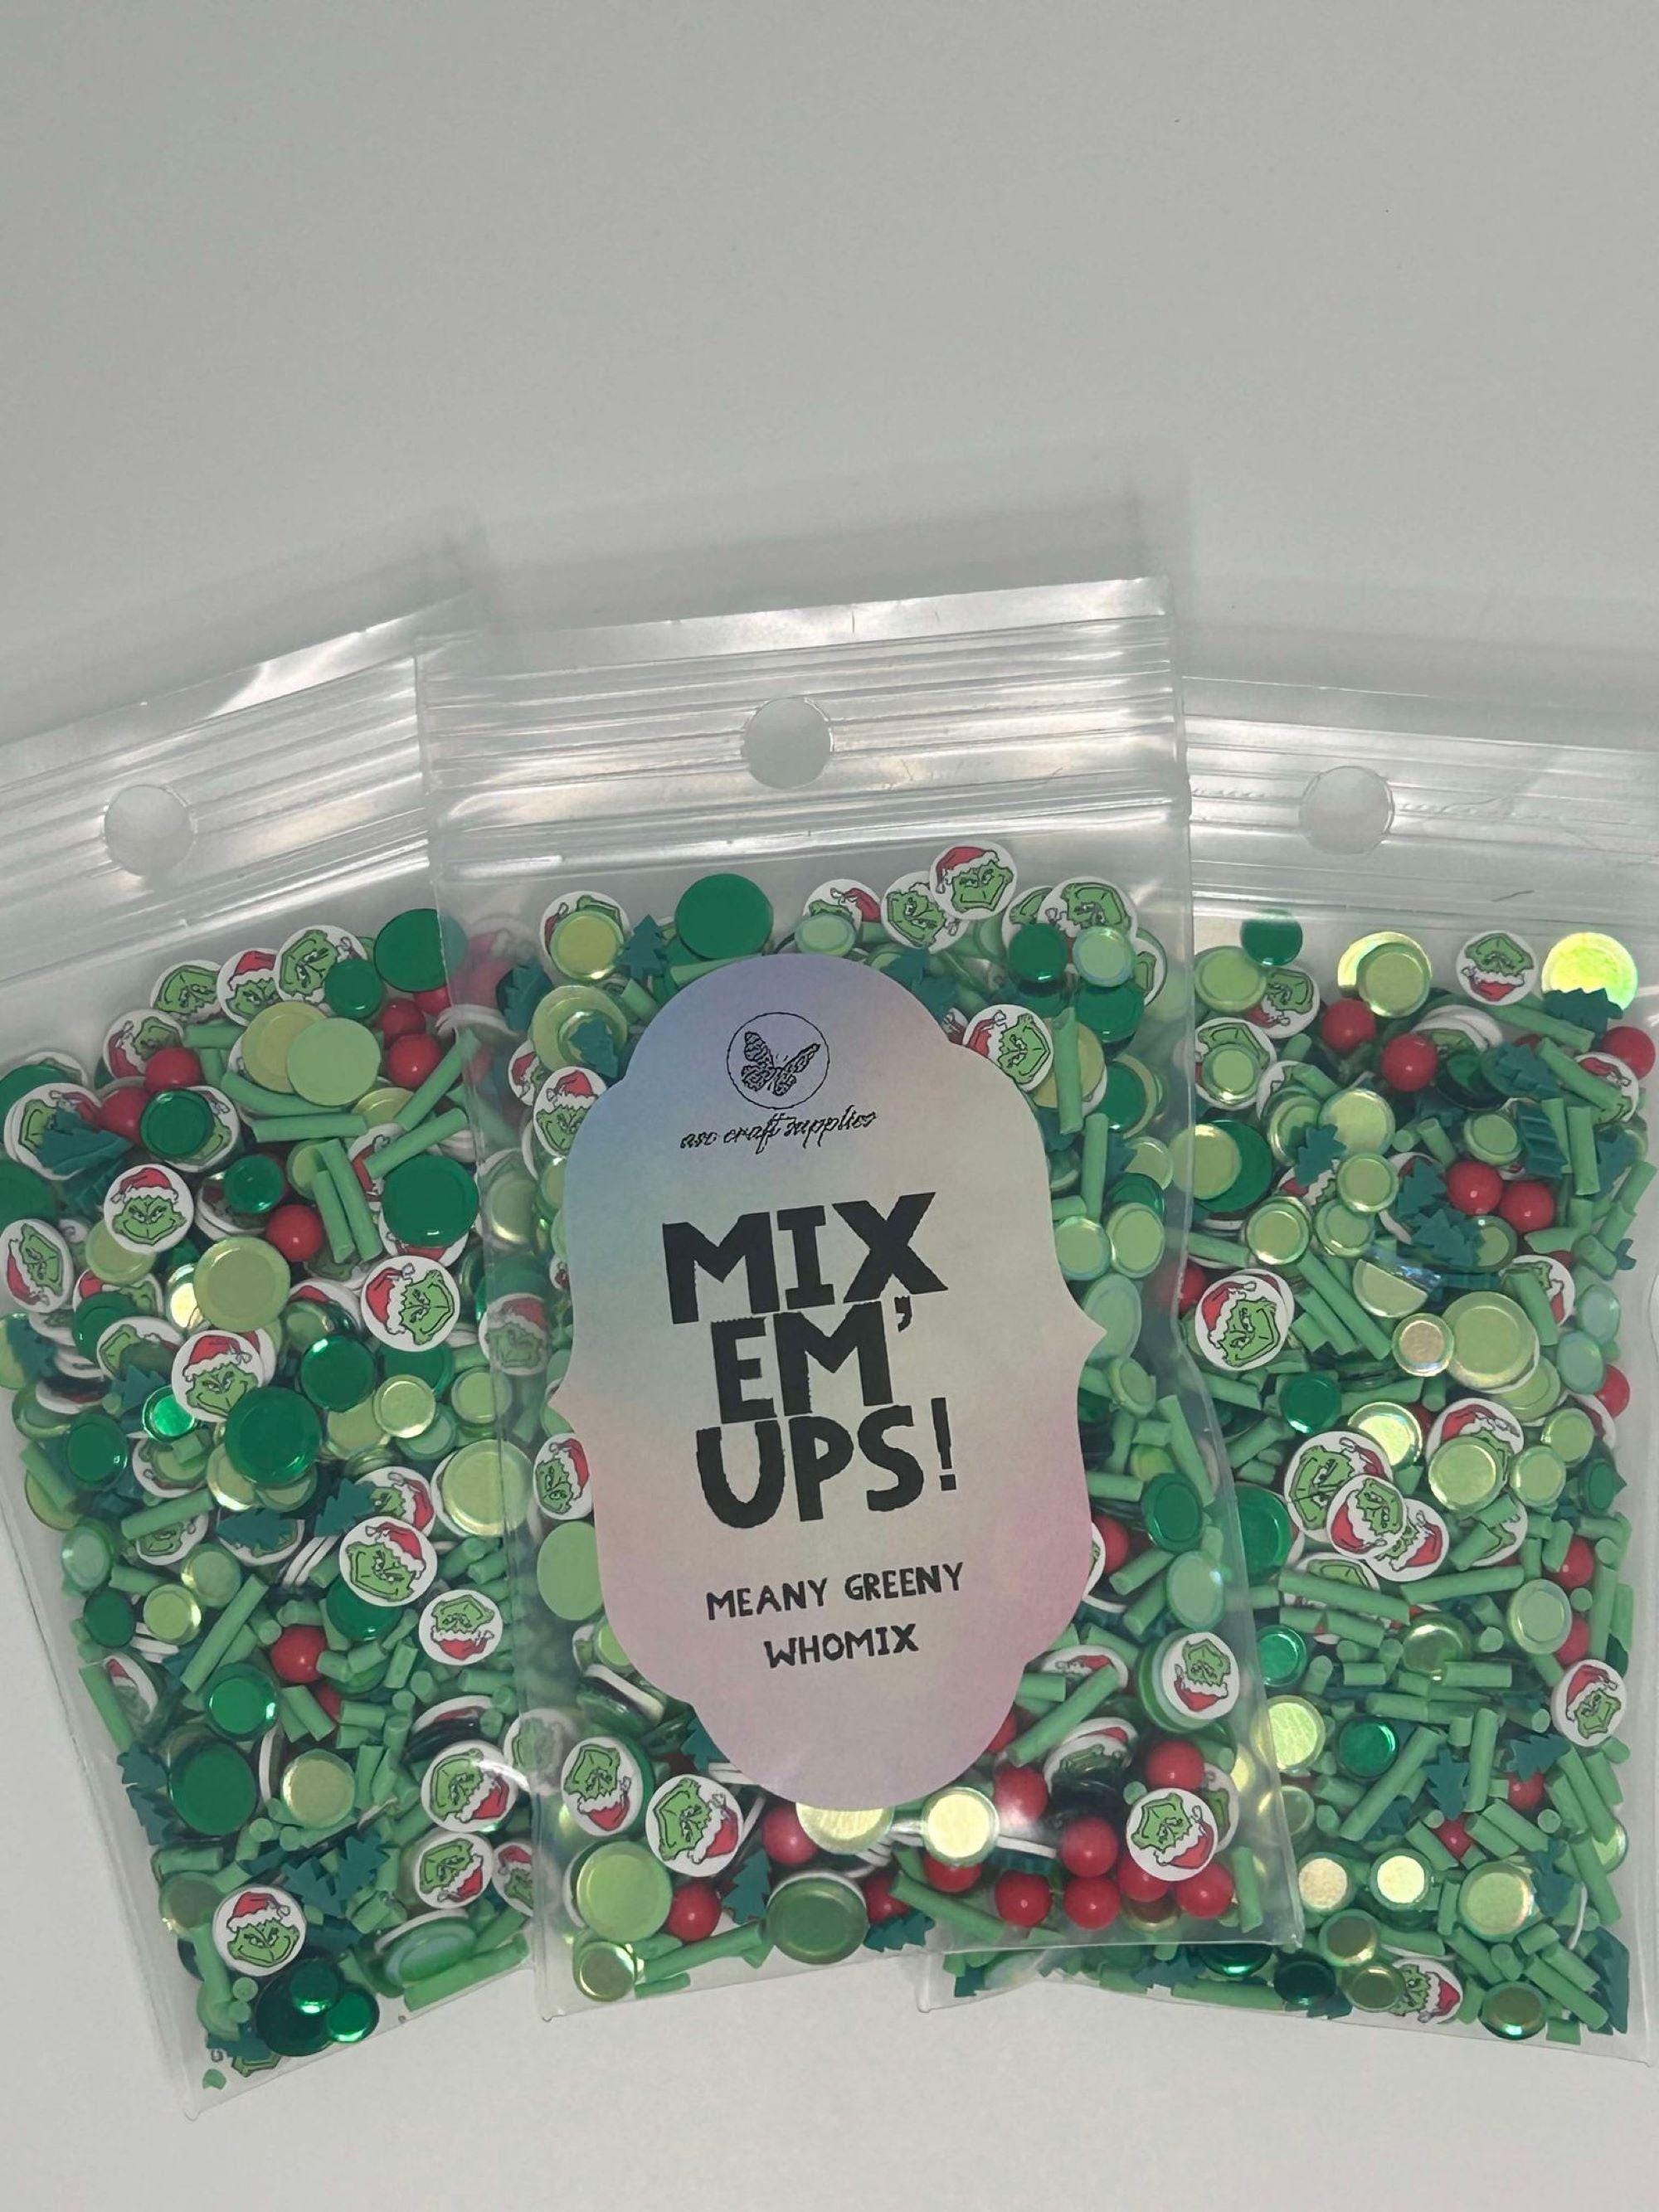 asc craft supplies
MIX
EM'
UPS!
MEANY GREENY
WHOMIX